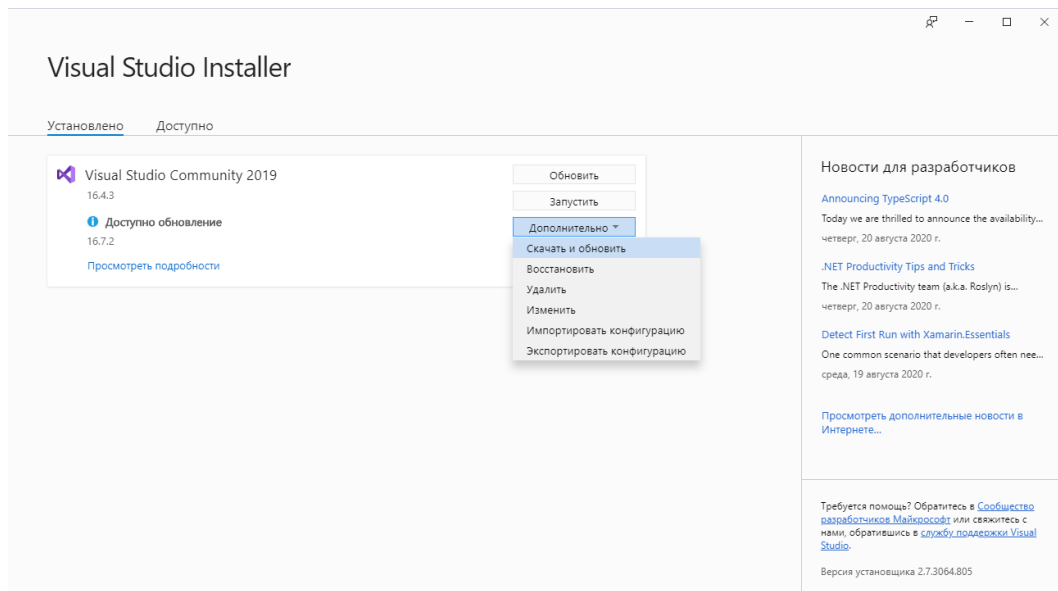 Visual Studio Installer
Установлено
Доступно
Visual Studio Community 2019
16.4.3
Доступно обновление
16.7.2
Просмотреть подробности
Обновить
Запустить
Дополнительно
Скачать и обновить
Восстановить
Удалить
Изменить
Импортировать конфигурацию
Экспортировать конфигурацию
Новости для разработчиков
Announcing TypeScript 4.0
Today we are thrilled to announce the availability...
четверг, 20 августа 2020 г.
.NET Productivity Tips and Tricks
The .NET Productivity team (a.k.a. Roslyn) is...
четверг, 20 августа 2020 г.
Detect First Run with Xamarin.Essentials
One common scenario that developers often nee...
среда, 19 августа 2020 г.
Просмотреть дополнительные новости в
Интернете...
Требуется помощь? Обратитесь в Сообщество
разработчиков Майкрософт или свяжитесь с
нами, обратившись в службу поддержки Visual
Studio.
Версия установщика 2.7.3064.805